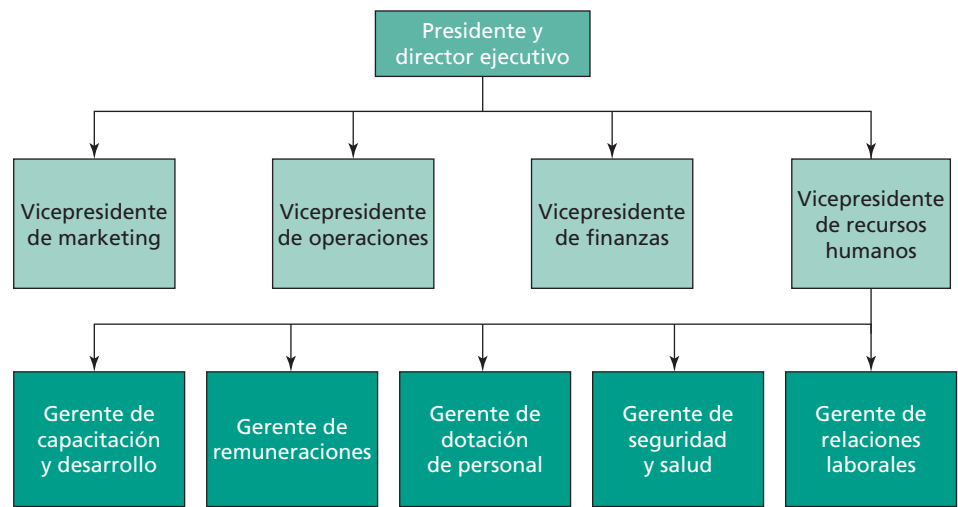 Presidente y
director ejecutivo
Vicepresidente
de marketing
Vicepresidente
de operaciones
Vicepresidente
de finanzas
Vicepresidente
de recursos
humanos
Gerente de
capacitación
y desarrollo
Gerente de
remuneraciones
Gerente de
dotación
de personal
Gerente de
seguridad
y salud
Gerente de
relaciones
laborales